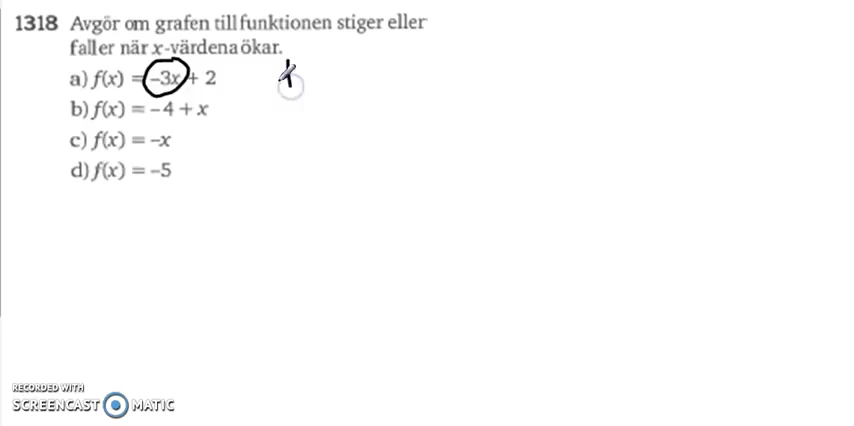 1318 Avgör om grafen till funktionen stiger eller
faller när x-värdena ökar.
a) f(x) = -3x + 2
b) f(x) = -4 + x
c) f(x) = -x
d) f(x) = -5
RECORDED WITH
SCREENCAST MATIC